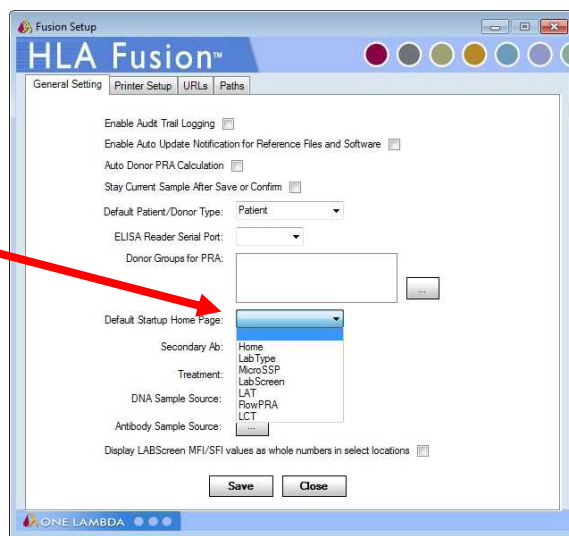 Fusion Setup
HLA Fusion™
General Setting Printer Setup URLs Paths
Enable Audit Trail Logging
Enable Auto Update Notification for Reference Files and Software
Auto Donor PRA Calculation
Stay Current Sample After Save or Confirm
Default Patient/Donor Type: Patient
ELISA Reader Serial Port:
Donor Groups for PRA:
...
Default Startup Home Page:
Secondary Ab:
Home
LabType
MicroSSP
Treatment:
LabScreen
LAT
DNA Sample Source:
FlowPRA
LCT
Antibody Sample Source: ...
Display LABScreen MFI/SFI values as whole numbers in select locations
Save Close
ONE LAMBDA